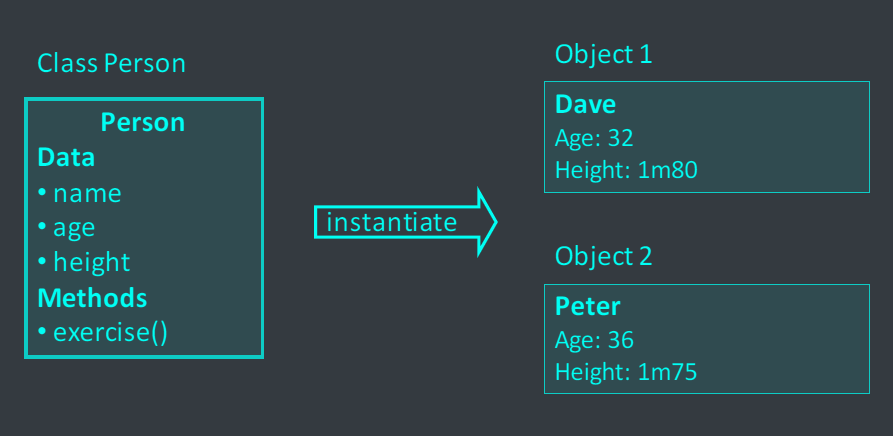 Class Person
Person
Data
• name
• age
• height
Methods
• exercise()
instantiate
Object 1
Dave
Age: 32
Height: 1m80
Object 2
Peter
Age: 36
Height: 1m75